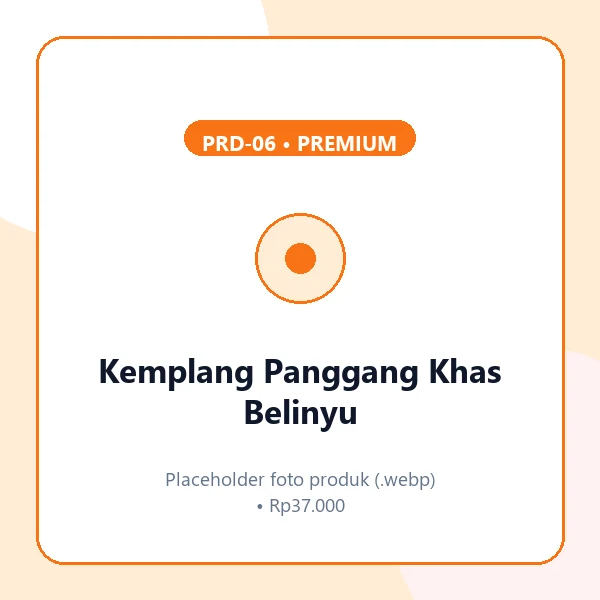 PRD-06 • PREMIUM
Kemplang Panggang Khas
Belinyu
Placeholder foto produk (.webp)
• Rp37.000